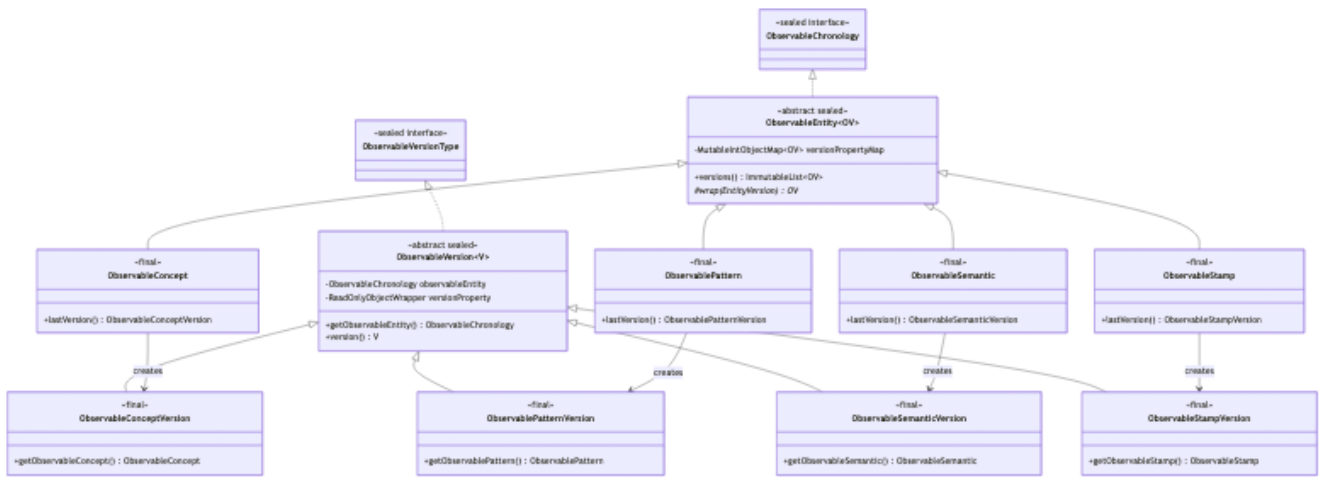 «sealed interface»
ObservableChronology
«abstract sealed»
ObservableEntity<OV>
-MutableIntObjectMap<OV> versionPropertyMap
+versions() : ImmutableList<OV>
#wrap(EntityVersion) : OV
«sealed interface»
ObservableVersionType
«final»
ObservableConcept
+lastVersion() : ObservableConceptVersion
«abstract sealed»
ObservableVersion<V>
-ObservableChronology observableEntity
-ReadOnlyObjectWrapper versionProperty
+getObservableEntity() : ObservableChronology
+version() : V
«final»
ObservablePattern
+lastVersion() : ObservablePatternVersion
«final»
ObservableSemantic
+lastVersion() : ObservableSemanticVersion
«final»
ObservableStamp
+lastVersion() : ObservableStampVersion
creates
creates
creates
creates
«final»
ObservableConceptVersion
+getObservableConcept() : ObservableConcept
«final»
ObservablePatternVersion
+getObservablePattern() : ObservablePattern
«final»
ObservableSemanticVersion
+getObservableSemantic() : ObservableSemantic
«final»
ObservableStampVersion
+getObservableStamp() : ObservableStamp